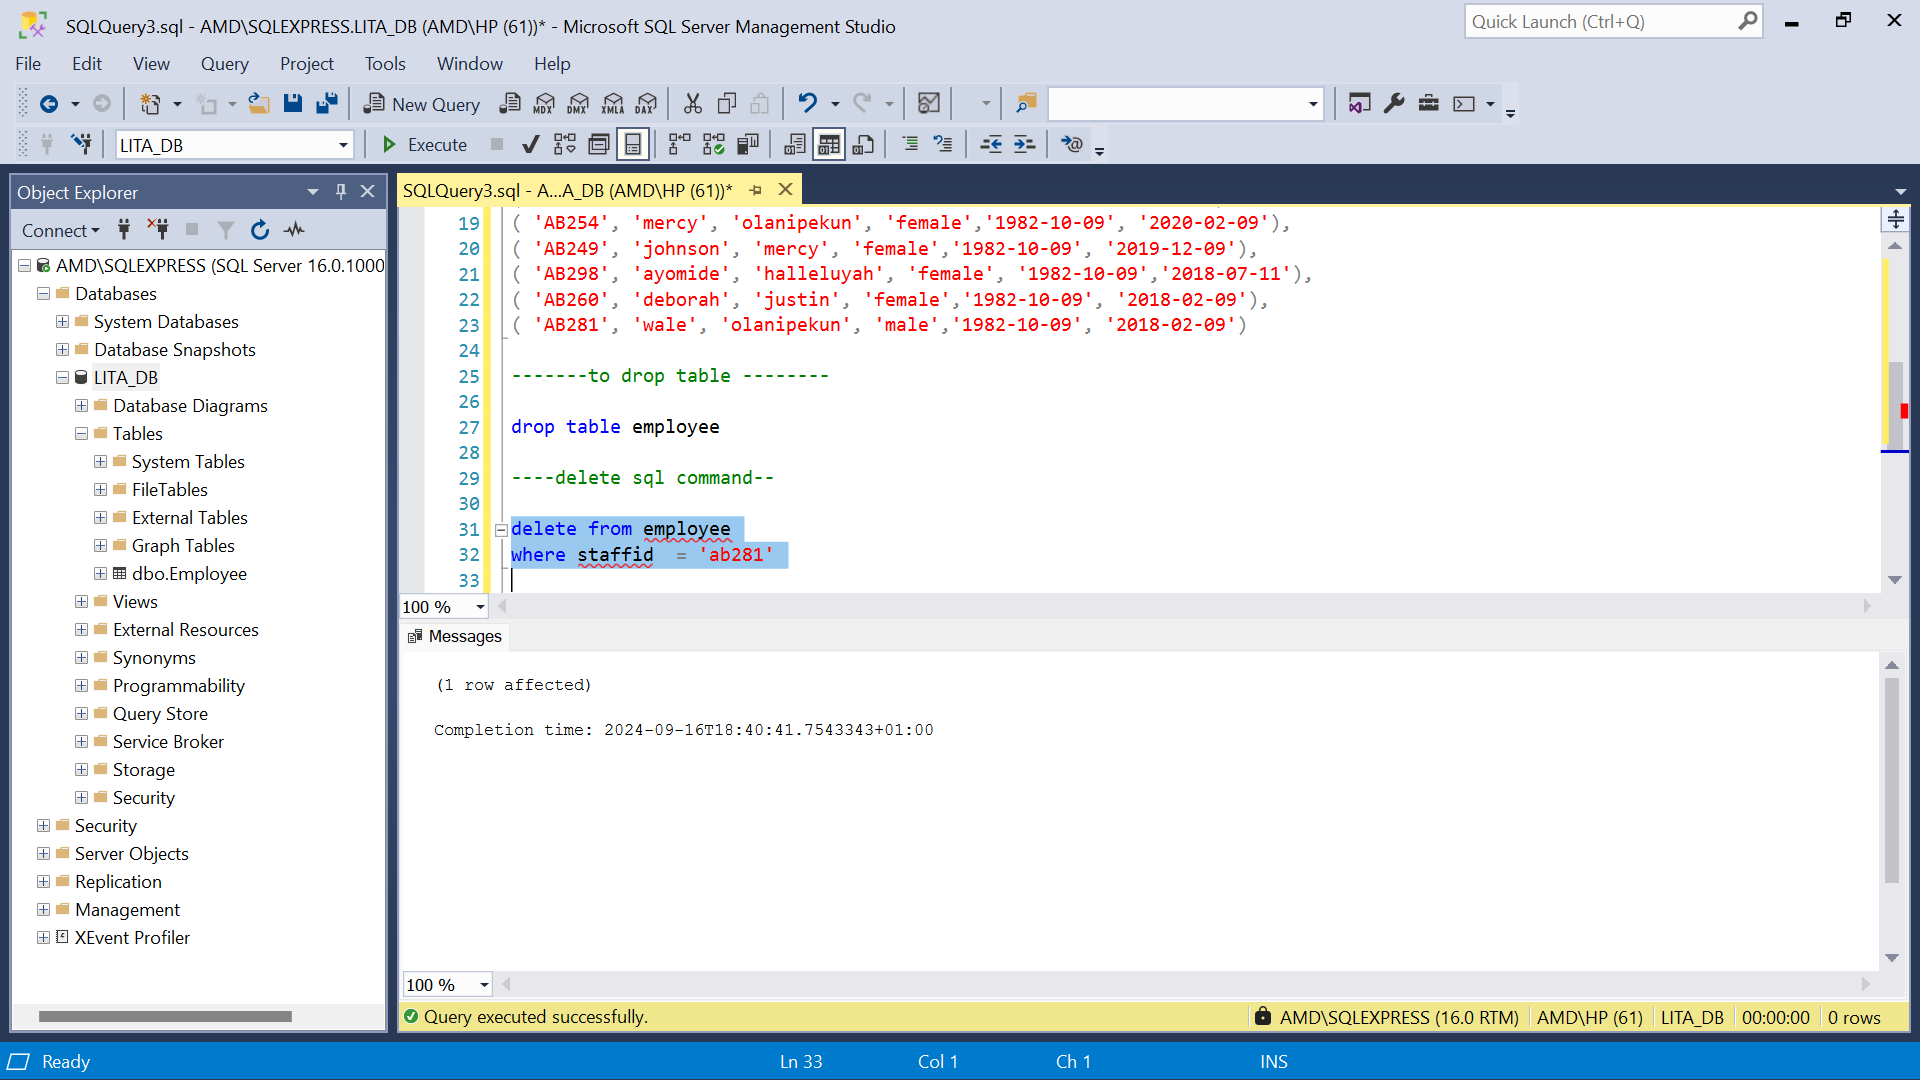 SQLQuery3.sql - AMD\SQLEXPRESS.LITA_DB (AMD\HP (61))* - Microsoft SQL Server Management Studio
Quick Launch (Ctrl+Q)
File Edit View Query Project Tools Window Help
New Query MDX DMX XMLA DAX
LITA_DB
Execute
Object Explorer
Connect
AMD\SQLEXPRESS (SQL Server 16.0.1000
Databases
System Databases
Database Snapshots
LITA_DB
Database Diagrams
Tables
System Tables
FileTables
External Tables
Graph Tables
dbo.Employee
Views
External Resources
Synonyms
Programmability
Query Store
Service Broker
Storage
Security
Security
Server Objects
Replication
Management
XEvent Profiler
SQLQuery3.sql - A...A_DB (AMD\HP (61))*
19 ( 'AB254', 'mercy', 'olanipekun', 'female','1982-10-09', '2020-02-09'),
20 ( 'AB249', 'johnson', 'mercy', 'female','1982-10-09', '2019-12-09'),
21 ( 'AB298', 'ayomide', 'halleluyah', 'female', '1982-10-09','2018-07-11'),
22 ( 'AB260', 'deborah', 'justin', 'female','1982-10-09', '2018-02-09'),
23 ( 'AB281', 'wale', 'olanipekun', 'male','1982-10-09', '2018-02-09')
24
25 -------to drop table --------
26
27 drop table employee
28
29 ----delete sql command--
30
31 delete from employee
32 where staffid  = 'ab281'
33
100 %
Messages
(1 row affected)
Completion time: 2024-09-16T18:40:41.7543343+01:00
100 %
Query executed successfully.
AMD\SQLEXPRESS (16.0 RTM) AMD\HP (61) LITA_DB 00:00:00 0 rows
Ready Ln 33 Col 1 Ch 1 INS